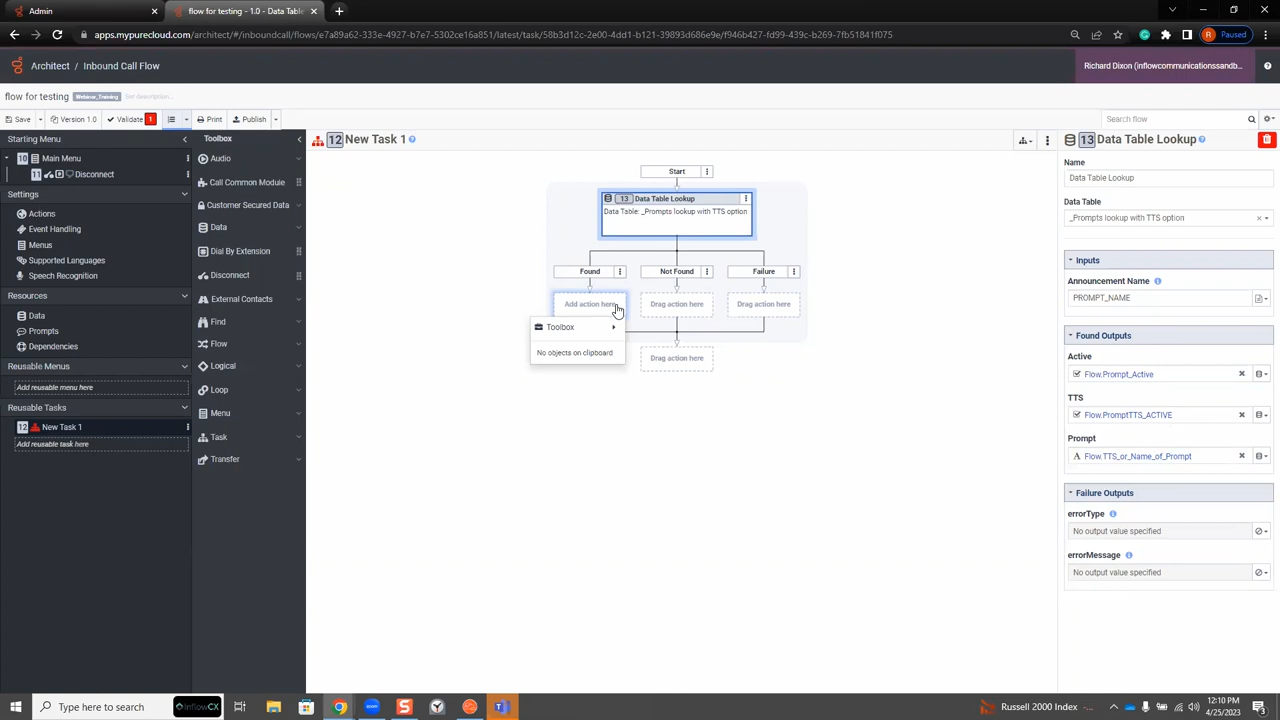 Admin
inflow for testing - 1.0 - Data Table
apps.mypurecloud.com/architect/#/inboundcall/flows/e7a89a62-333e-4927-b7e7-5302ce16a851/latest/task/58b3d12c-2e00-4dd1-b121-39893d686e9e/f946b427-fd99-439c-b269-7fb51841f075
R Paused
Architect / Inbound Call Flow
Richard Dixon (inflowcommunicationssandb...
flow for testing Webinar_Training Set description...
Save Version 1.0 Validate 1 Print Publish Search flow
Starting Menu
10 Main Menu
11 Disconnect
Settings
Actions
Event Handling
Menus
Supported Languages
Speech Recognition
Resources
Data
Prompts
Dependencies
Reusable Menus
Add reusable menu here
Reusable Tasks
12 New Task 1
Add reusable task here
Toolbox
Audio
Call Common Module
Customer Secured Data
Data
Dial By Extension
Disconnect
External Contacts
Find
Flow
Logical
Loop
Menu
Task
Transfer
12 New Task 1
Start
13 Data Table Lookup
Data Table: _Prompts lookup with TTS option
Found Not Found Failure
Add action here Drag action here Drag action here
Toolbox
No objects on clipboard
Drag action here
13 Data Table Lookup
Name
Data Table Lookup
Data Table
_Prompts lookup with TTS option
Inputs
Announcement Name
PROMPT_NAME
Found Outputs
Active
Flow.Prompt_Active
TTS
Flow.PromptTTS_ACTIVE
Prompt
A Flow.TTS_or_Name_of_Prompt
Failure Outputs
errorType
No output value specified
errorMessage
No output value specified
Type here to search
InflowCX
Russell 2000 Index
12:10 PM
4/25/2023